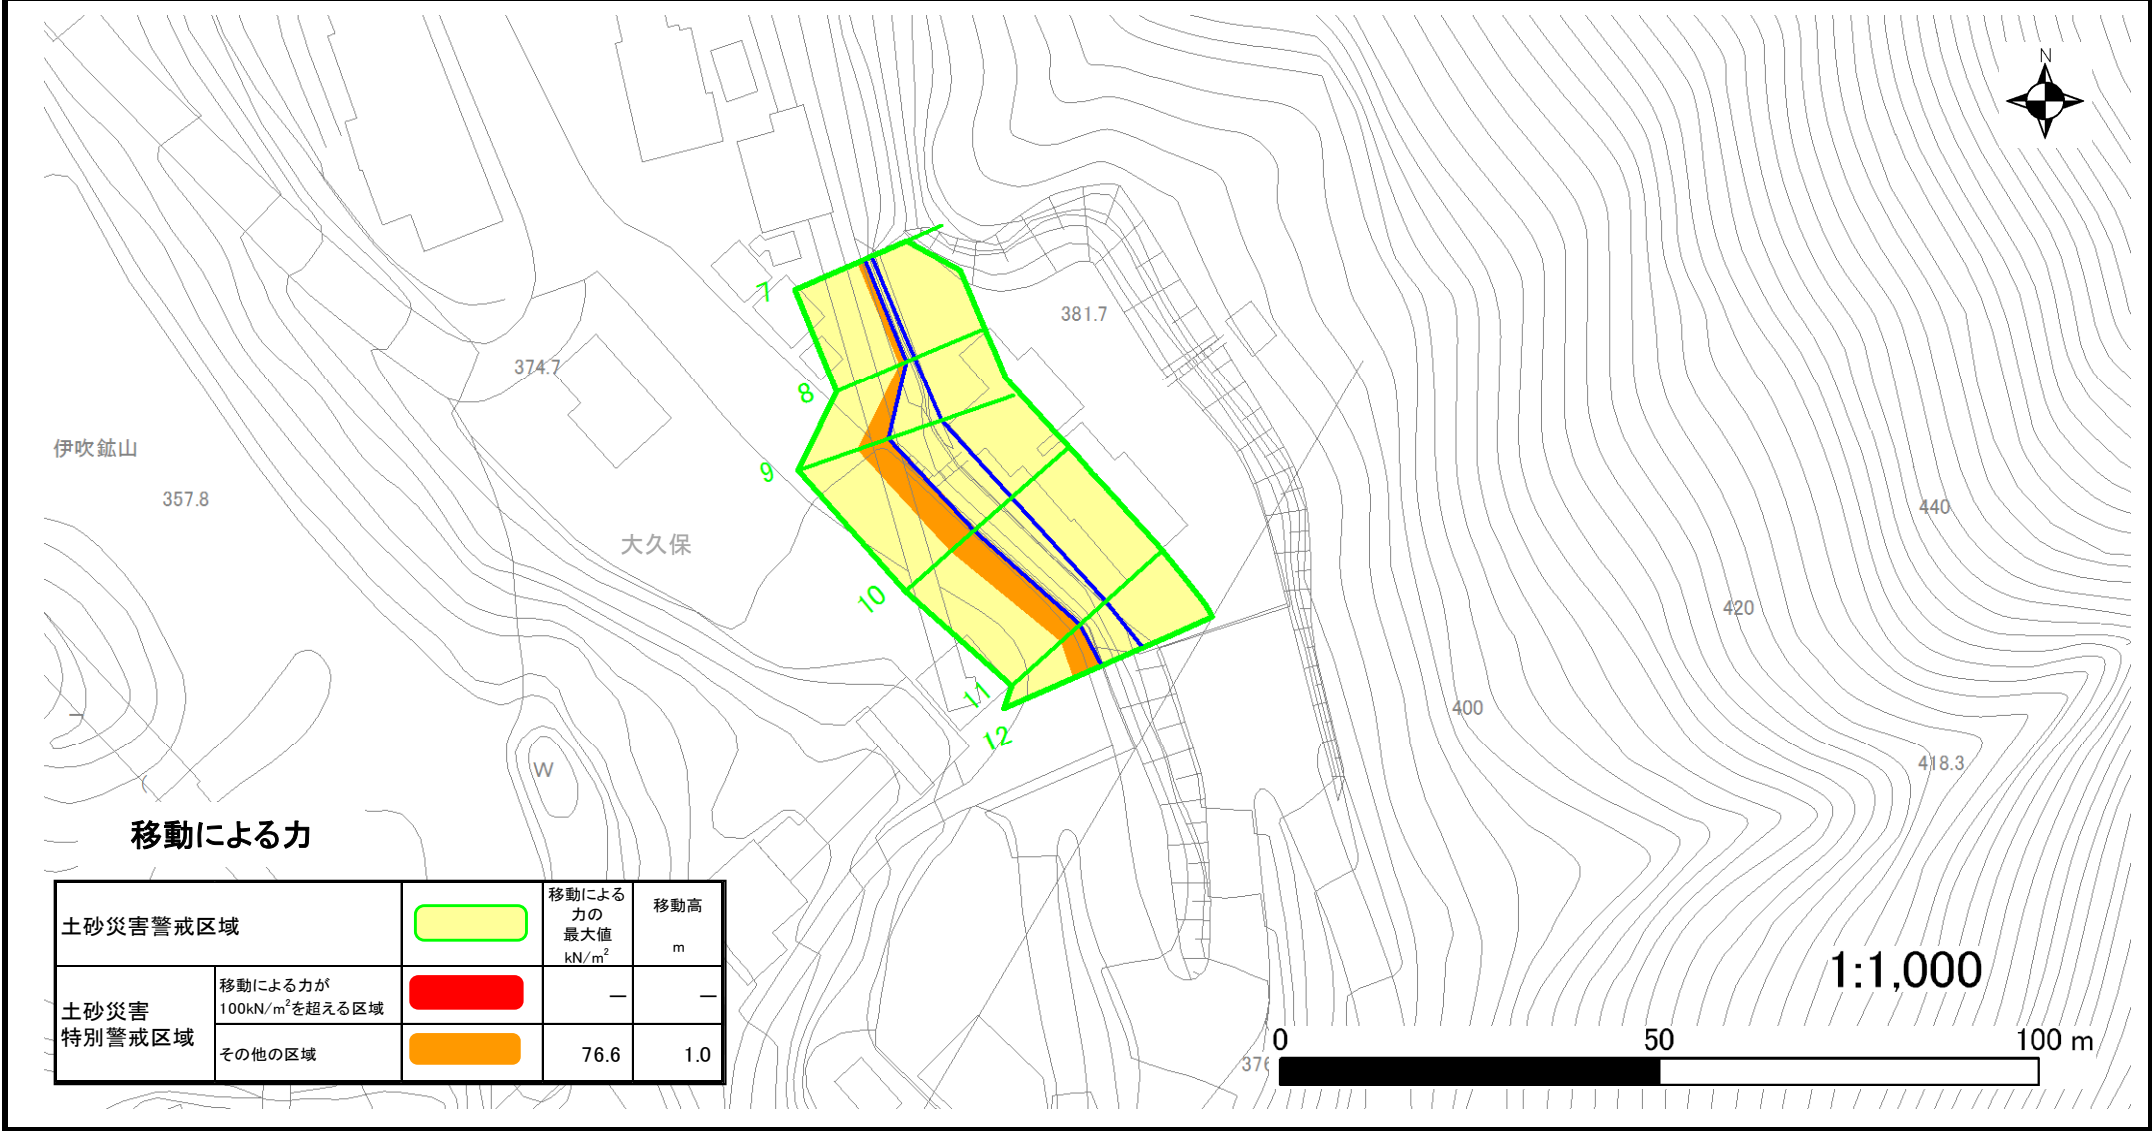 N
7
381.7
374.7
8
伊吹鉱山
9
357.8
440
大久保
10
420
11
400
12
418.3
W
移動による力
土砂災害警戒区域
移動による
力の
最大値
kN/m²
移動高
m
土砂災害
特別警戒区域
移動による力が
100kN/m²を超える区域
—
—
その他の区域
76.6
1.0
1:1,000
0
50
100 m
376